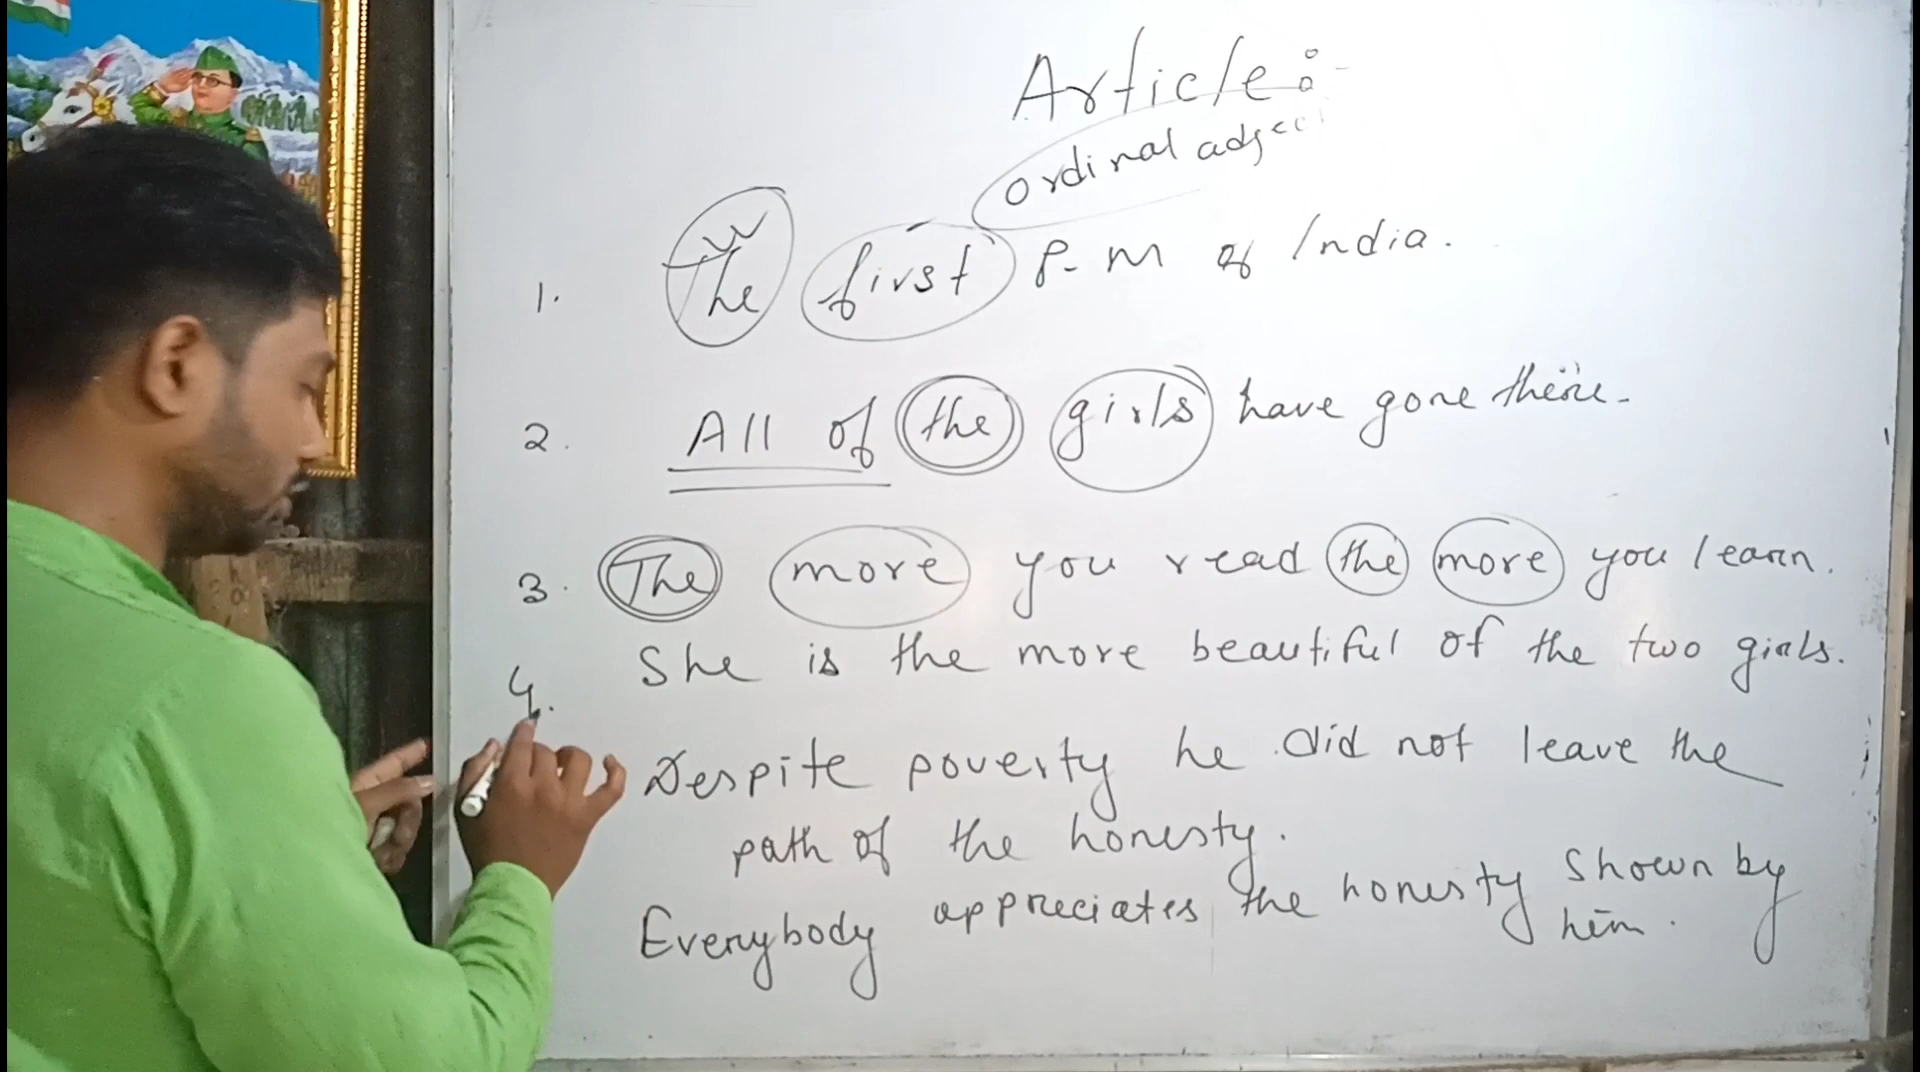 Article :-
ordinal adjec
1. The first P-M of India.
2. All of the girls have gone there.
3. The more you read the more you learn.
4. She is the more beautiful of the two girls.
Despite poverty he did not leave the
path of the honesty.
Everybody appreciates the honesty shown by
him.